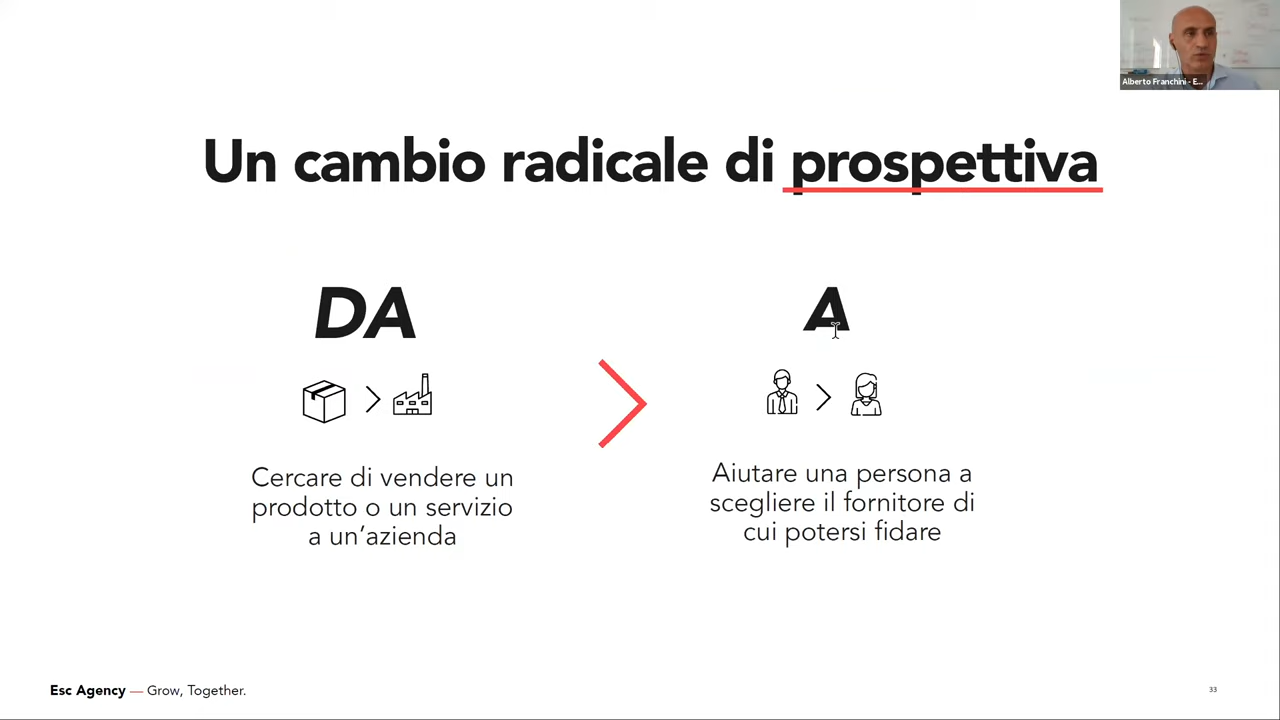 Alberto Franchini - E...
Un cambio radicale di prospettiva
DA
A
Cercare di vendere un
prodotto o un servizio
a un’azienda
Aiutare una persona a
scegliere il fornitore di
cui potersi fidare
Esc Agency — Grow, Together.
33